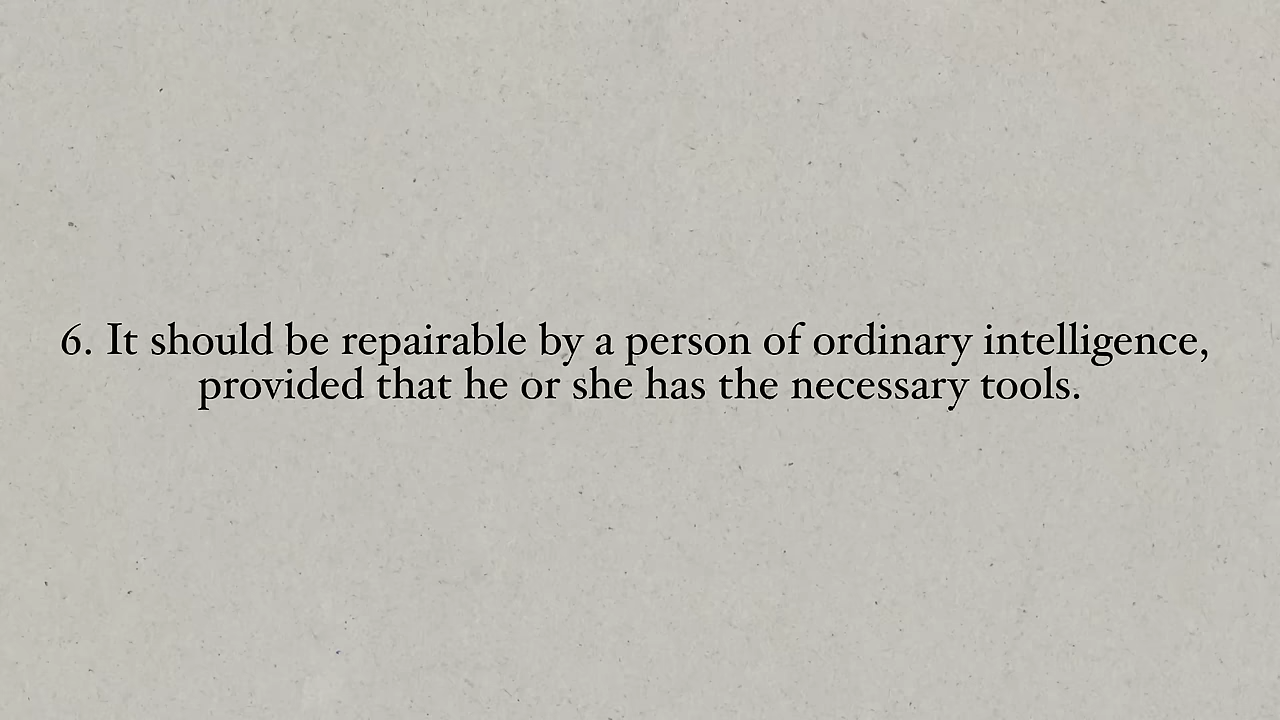 6. It should be repairable by a person of ordinary intelligence,
provided that he or she has the necessary tools.